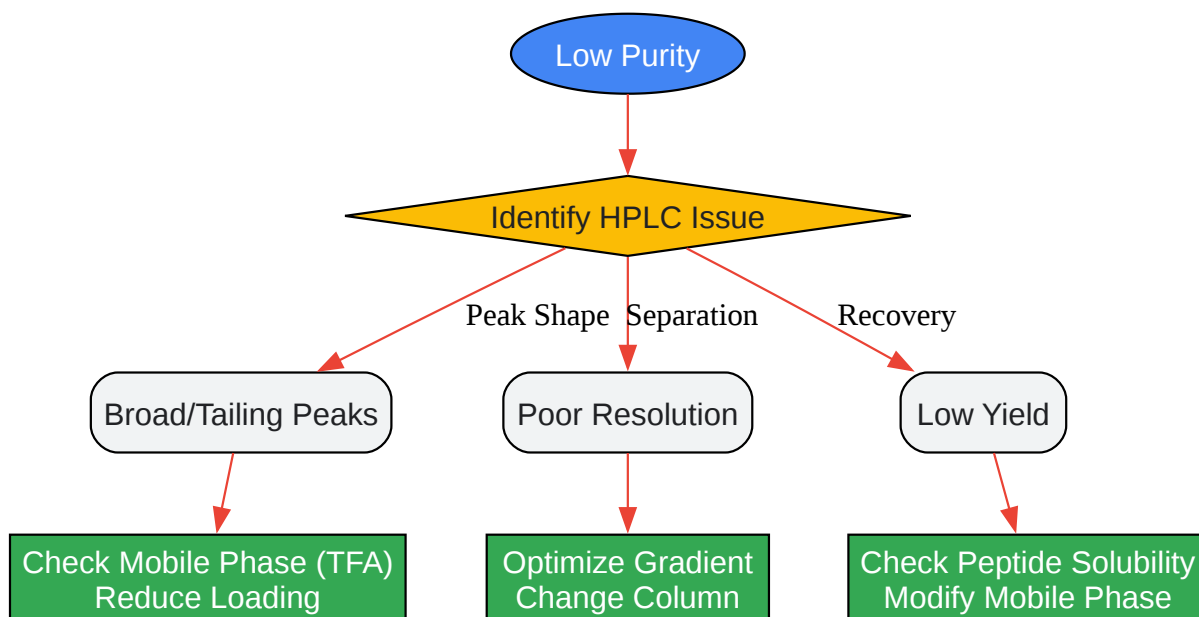 Low Purity
Identify HPLC Issue
Peak Shape
Separation
Recovery
Broad/Tailing Peaks
Poor Resolution
Low Yield
Check Mobile Phase (TFA)
Reduce Loading
Optimize Gradient
Change Column
Check Peptide Solubility
Modify Mobile Phase